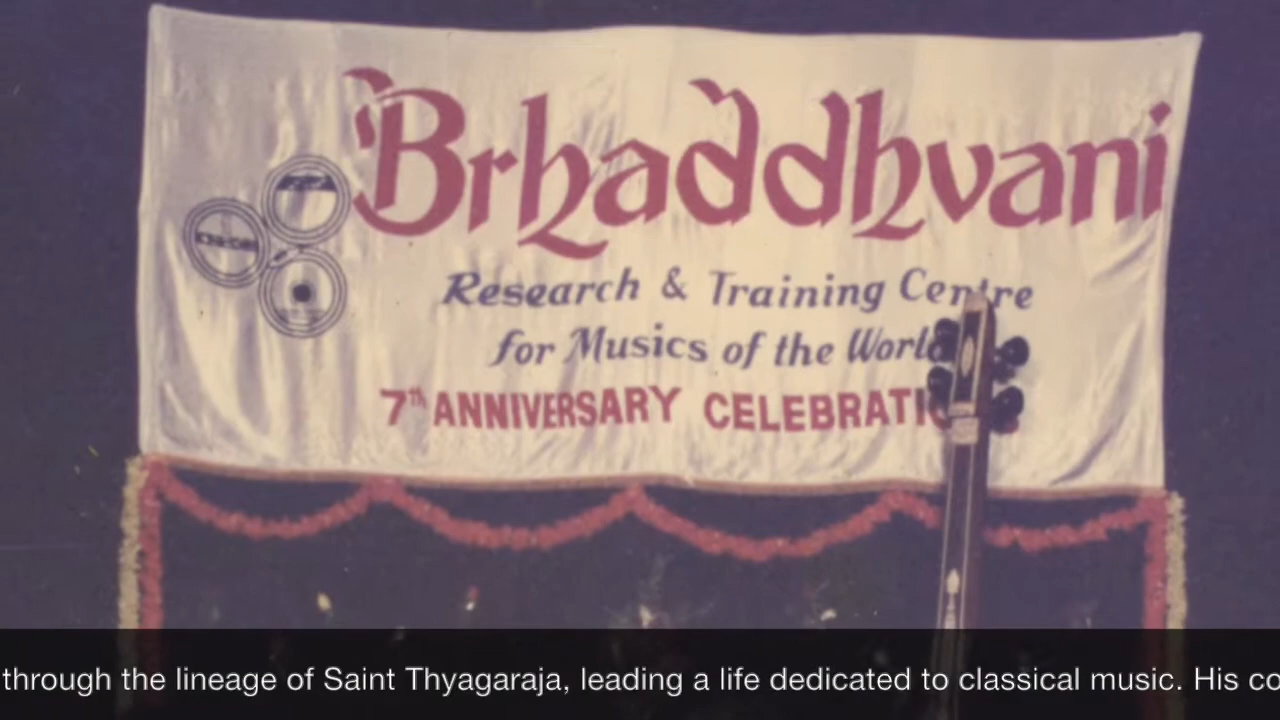 Brhaddhvani
Research & Training Centre
for Musics of the World
7th ANNIVERSARY CELEBRATI
through the lineage of Saint Thyagaraja, leading a life dedicated to classical music. His co